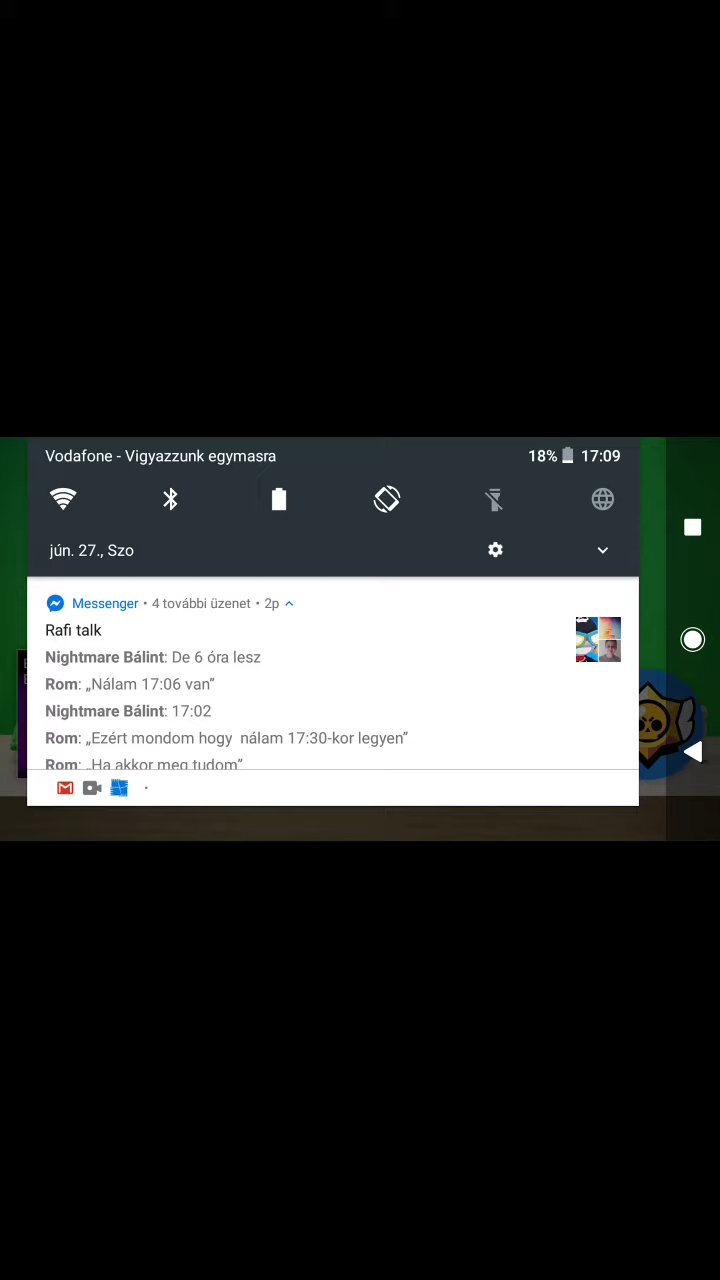 Vodafone - Vigyazzunk egymasra
18% 17:09
jún. 27., Szo
Messenger • 4 további üzenet • 2p
Rafi talk
Nightmare Bálint: De 6 óra lesz
Rom: „Nálam 17:06 van”
Nightmare Bálint: 17:02
Rom: „Ezért mondom hogy nálam 17:30-kor legyen”
Rom: „Ha akkor meg tudom”